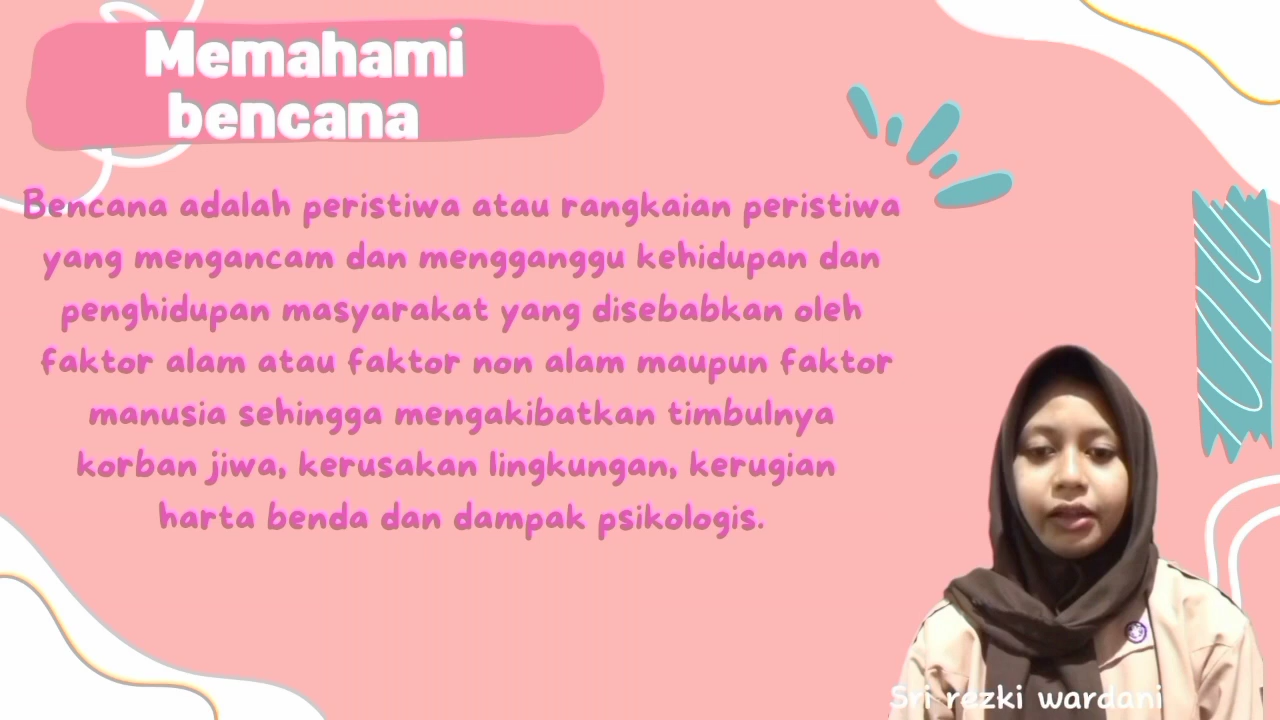 Memahami
bencana
Bencana adalah peristiwa atau rangkaian peristiwa
yang mengancam dan mengganggu kehidupan dan
penghidupan masyarakat yang disebabkan oleh
faktor alam atau faktor non alam maupun faktor
manusia sehingga mengakibatkan timbulnya
korban jiwa, kerusakan lingkungan, kerugian
harta benda dan dampak psikologis.
Sri rezki wardani